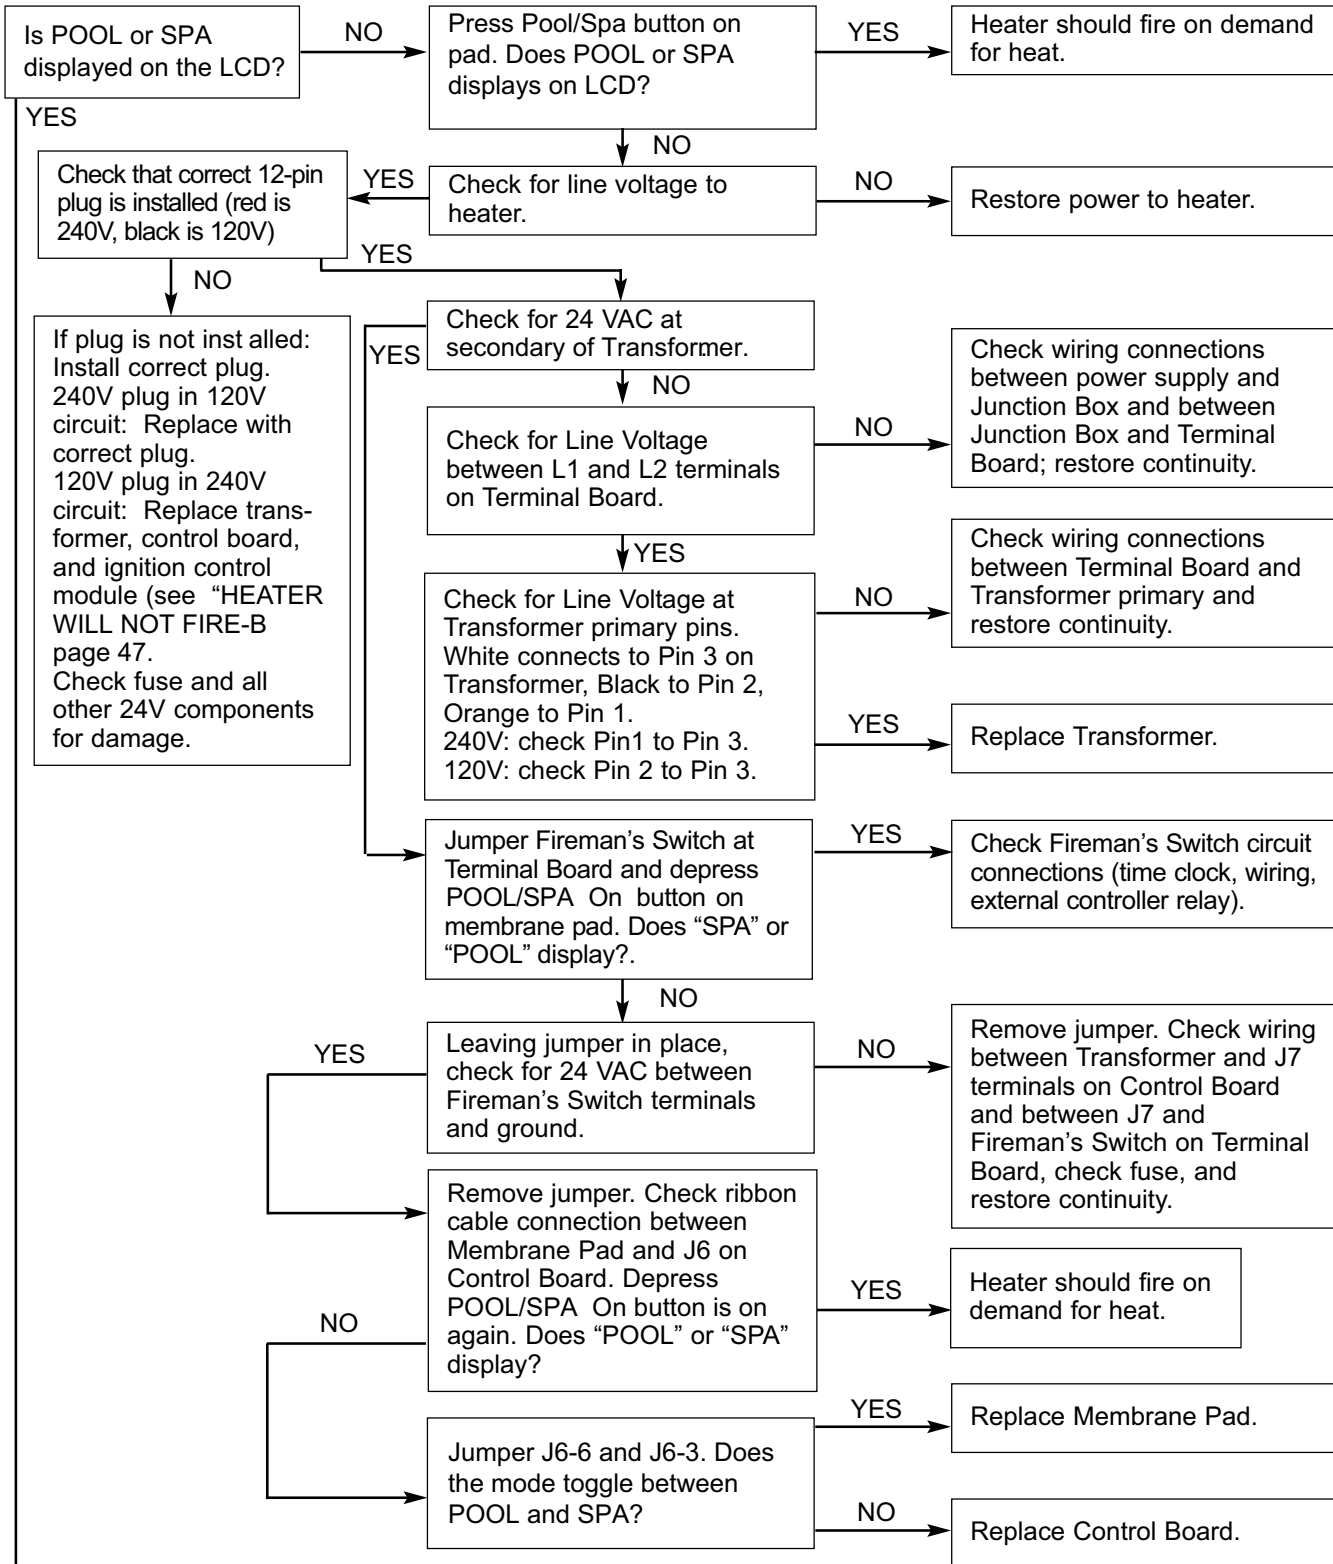 Is POOL or SPA
displayed on the LCD?
NO
Press Pool/Spa button on
pad. Does POOL or SPA
displays on LCD?
YES
Heater should fire on demand
for heat.
YES
NO
Check that correct 12-pin
plug is installed (red is
240V, black is 120V)
YES
Check for line voltage to
heater.
NO
Restore power to heater.
NO
YES
If plug is not inst alled:
Install correct plug.
240V plug in 120V
circuit: Replace with
correct plug.
120V plug in 240V
circuit: Replace trans-
former, control board,
and ignition control
module (see “HEATER
WILL NOT FIRE-B
page 47.
Check fuse and all
other 24V components
for damage.
YES
Check for 24 VAC at
secondary of Transformer.
NO
Check for Line Voltage
between L1 and L2 terminals
on Terminal Board.
NO
Check wiring connections
between power supply and
Junction Box and between
Junction Box and Terminal
Board; restore continuity.
YES
Check for Line Voltage at
Transformer primary pins.
White connects to Pin 3 on
Transformer, Black to Pin 2,
Orange to Pin 1.
240V: check Pin1 to Pin 3.
120V: check Pin 2 to Pin 3.
NO
Check wiring connections
between Terminal Board and
Transformer primary and
restore continuity.
YES
Replace Transformer.
Jumper Fireman’s Switch at
Terminal Board and depress
POOL/SPA On button on
membrane pad. Does “SPA” or
“POOL” display?.
YES
Check Fireman’s Switch circuit
connections (time clock, wiring,
external controller relay).
NO
YES
Leaving jumper in place,
check for 24 VAC between
Fireman’s Switch terminals
and ground.
NO
Remove jumper. Check wiring
between Transformer and J7
terminals on Control Board
and between J7 and
Fireman’s Switch on Terminal
Board, check fuse, and
restore continuity.
Remove jumper. Check ribbon
cable connection between
Membrane Pad and J6 on
Control Board. Depress
POOL/SPA On button is on
again. Does “POOL” or “SPA”
display?
YES
Heater should fire on
demand for heat.
NO
Jumper J6-6 and J6-3. Does
the mode toggle between
POOL and SPA?
YES
Replace Membrane Pad.
NO
Replace Control Board.